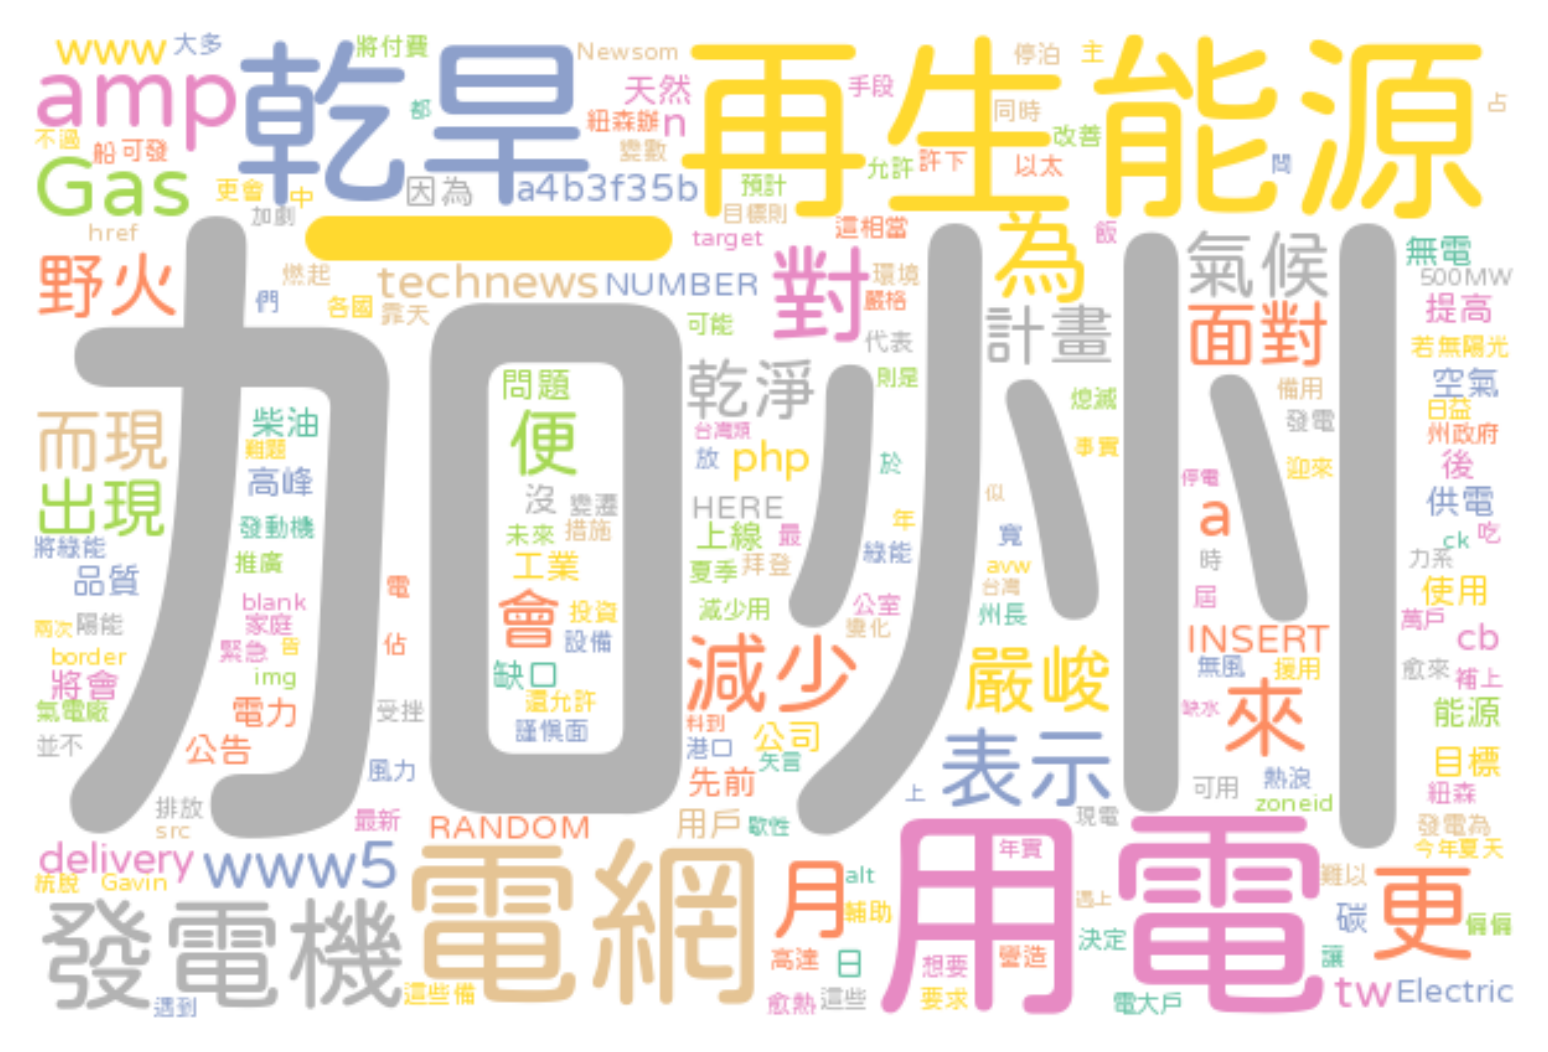 www 大多 將付費 Newsom 停泊 主
amp 乾旱 天然 再生能源 手段 同時 占
都 紐森辦 n 改善
不過 船 可發 變數 允許 許下 以太 問
Gas 更會 中 因為 a4b3f35b 預計
href 加劇 目標則 target 這相當 為 飯 氣候 無電
一
野火 燃起 technews NUMBER 對 環境 500MW
們 各國 霏天 嚴格 提高
加州
可能 代表 計畫 面對 若無陽光
問題 乾淨 則是 備用 空氣
而現 柴油 便 熄滅 發電 日益
難題 台灣類 事實 州政府
高峰 放 php 於 停電 迎來 後
出現 沒 變遷 HERE 似 a 供電
發動機 未來 措施 上線 最 年 寬 ck 吃
將綠能 推廣 工業 夏季 拜登 綠能 avw 時 力系
品質 電 台灣 使用
blank 會 投資 減少用 公室 州長 屆 萬戶
兩次 陽能 家庭 設備 變化 INSERT cb
border 緊急 皆 佔 減少 嚴峻 無風 援用 愈來
將會 img 缺口 補上
氣電廠 電力 受挫 還允許 料到 缺水 來 能源
並不 公告 謹慎面 港口 公司 表示 目標
風力 先前 矢言 上 可用 熱浪 紐森
排放 最新 RANDOM 用戶 歇性 現電 zoneid 發電為
src 今年夏天
delivery www5 電網 月 alt 用電 年實 難以 更
統脫 Gavin 輔助 遇上 碳 偏偏
發電機 高達 日 想要 變造 決定 讓
遇到 這些備 愈熱 這些 要求 電大戶 tw Electric